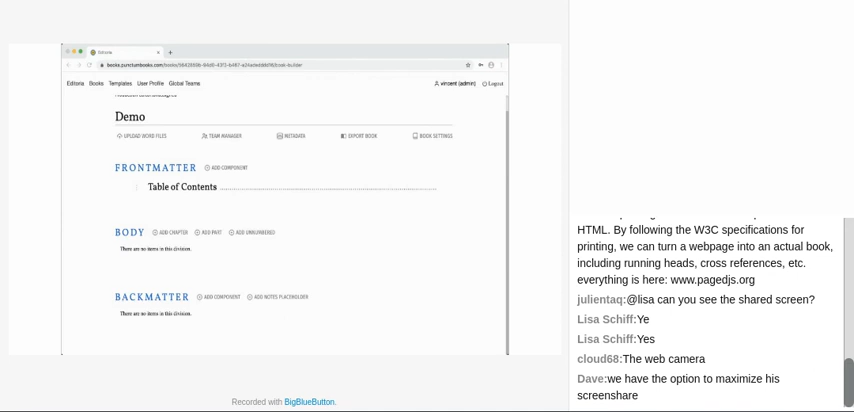 Editoria
books.punctumbooks.com/books/
Editoria Books Templates User Profile Global Teams vincent (admin) Logout
Demo
UPLOAD WORD FILES TEAM MANAGER METADATA EXPORT BOOK BOOK SETTINGS
FRONTMATTER ADD COMPONENT
Table of Contents
BODY ADD CHAPTER ADD PART ADD UNNUMBERED
There are no items in this division.
BACKMATTER ADD COMPONENT ADD NOTES PLACEHOLDER
There are no items in this division.
Recorded with BigBlueButton.
HTML. By following the W3C specifications for
printing, we can turn a webpage into an actual book,
including running heads, cross references, etc.
everything is here: www.pagedjs.org
julientaq:@lisa can you see the shared screen?
Lisa Schiff:Ye
Lisa Schiff:Yes
cloud68:The web camera
Dave:we have the option to maximize his
screenshare